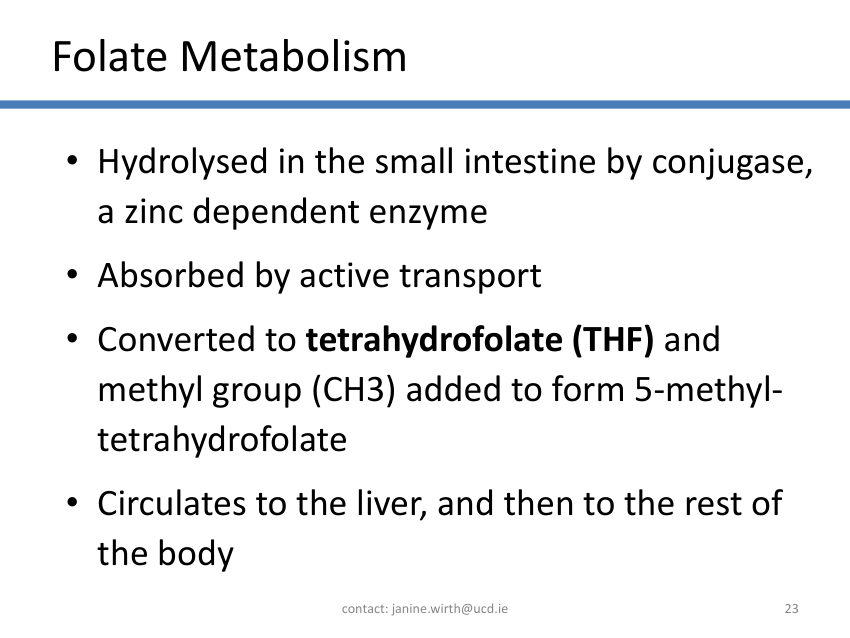 Folate Metabolism
• Hydrolysed in the small intestine by conjugase,
a zinc dependent enzyme
• Absorbed by active transport
• Converted to tetrahydrofolate (THF) and
methyl group (CH3) added to form 5-methyl-
tetrahydrofolate
• Circulates to the liver, and then to the rest of
the body
contact: janine.wirth@ucd.ie
23